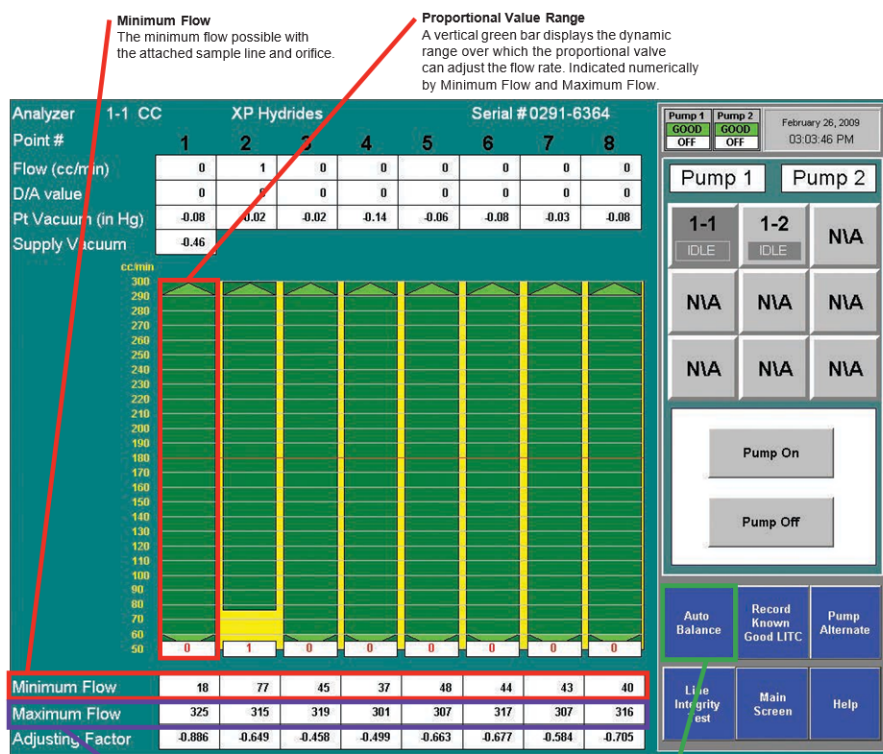 Minimum Flow
The minimum flow possible with
the attached sample line and orifice.
Proportional Value Range
A vertical green bar displays the dynamic
range over which the proportional valve
can adjust the flow rate. Indicated numerically
by Minimum Flow and Maximum Flow.
Analyzer 1-1 CC XP Hydrides Serial #0291-6364
Point # 1 2 3 4 5 6 7 8
Flow (cc/min) 0 1 0 0 0 0 0 0
D/A value 0 0 0 0 0 0 0
Pt Vacuum (in Hg) -0.08 -0.02 -0.02 -0.14 -0.06 -0.08 -0.03 -0.08
Supply Vacuum -0.46
cc/min
300
290
280
270
260
250
240
230
220
210
200
190
180
170
160
150
140
130
120
110
100
90
80
70
60
50 0 1 0 0 0 0 0 0
Minimum Flow 18 77 45 37 48 44 43 40
Maximum Flow 325 315 319 301 307 317 307 316
Adjusting Factor -0.886 -0.649 -0.458 -0.499 -0.663 -0.677 -0.584 -0.705
Pump 1 Pump 2
GOOD GOOD
OFF OFF
February 26, 2009
03:03:46 PM
Pump 1 Pump 2
1-1 1-2 N\A
IDLE IDLE
N\A N\A N\A
N\A N\A N\A
Pump On
Pump Off
Auto
Balance
Record
Known
Good LITC
Pump
Alternate
Line
Integrity
Test
Main
Screen
Help